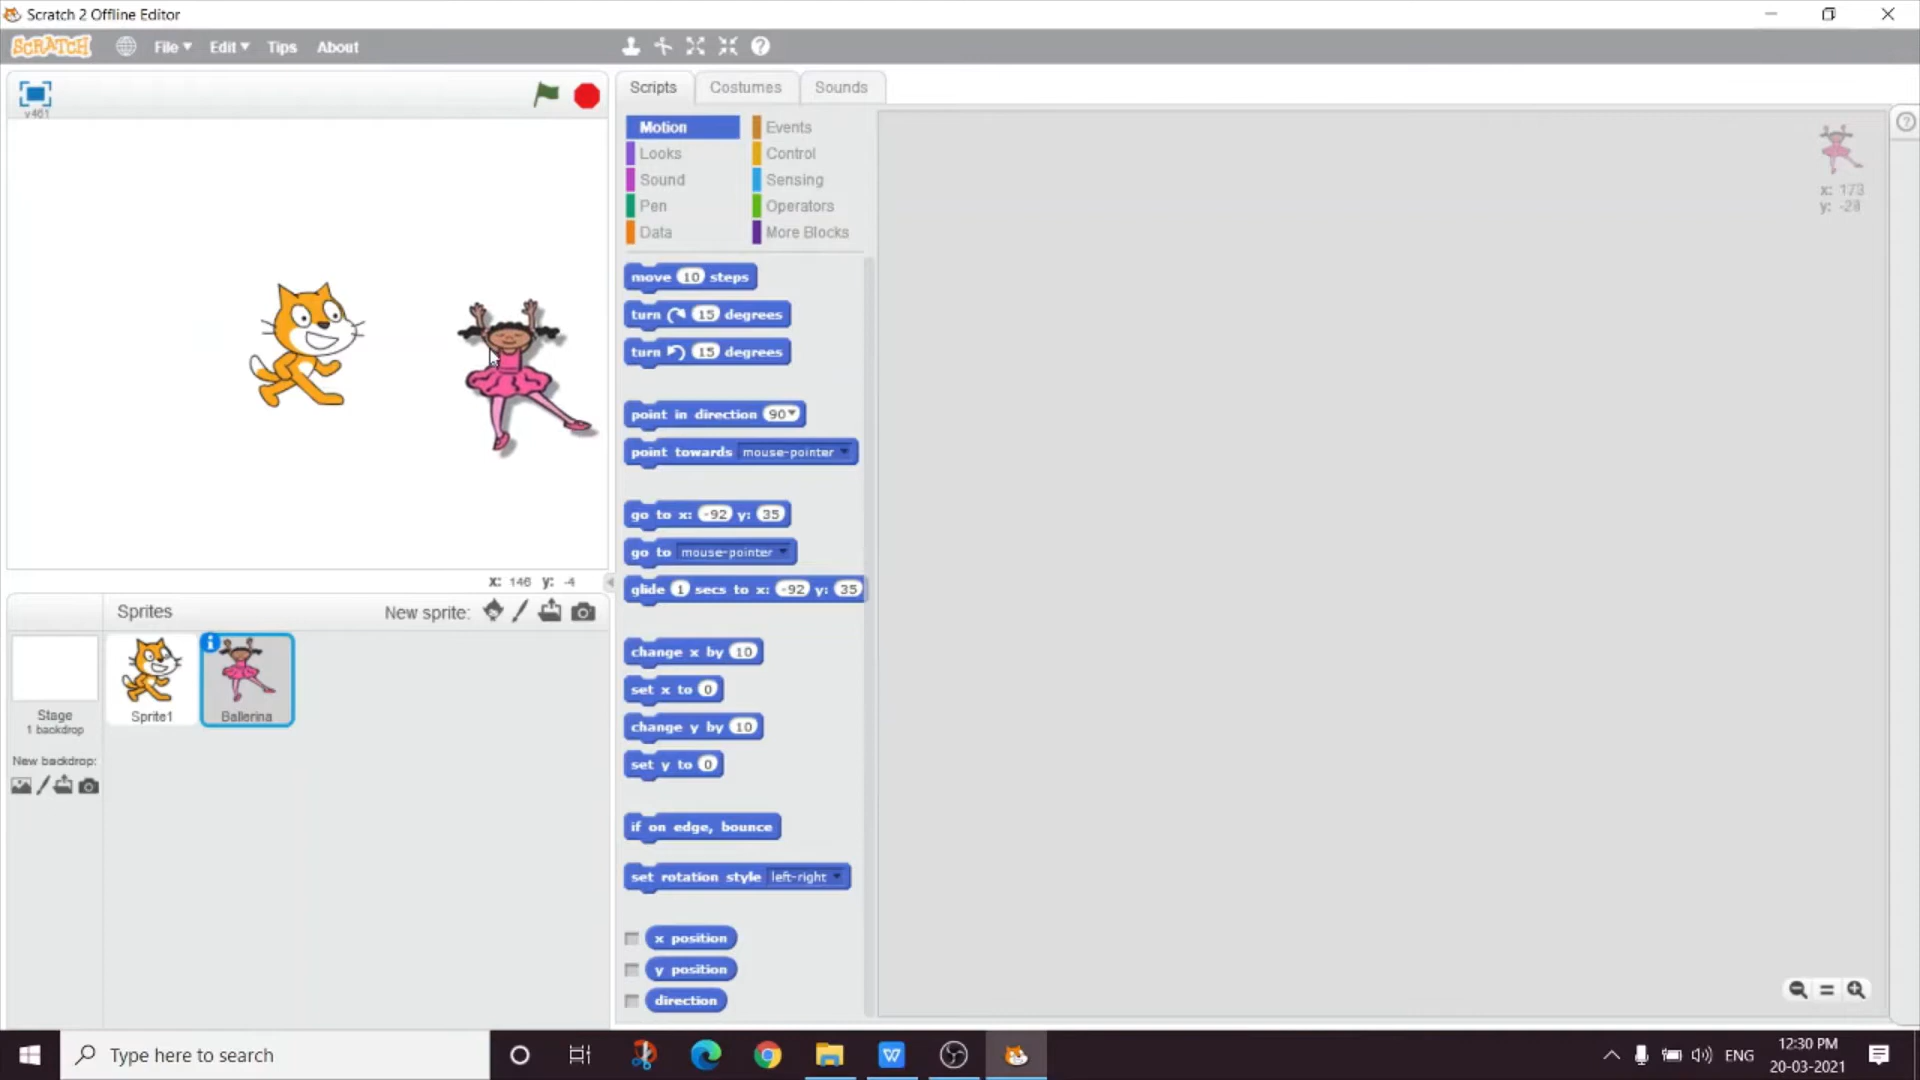 Scratch 2 Offline Editor
SCRATCH File Edit Tips About
v461
Scripts Costumes Sounds
Motion Events
Looks Control
Sound Sensing
Pen Operators
Data More Blocks
x: 173
y: -28
move 10 steps
turn 15 degrees
turn 15 degrees
point in direction 90
point towards mouse-pointer
go to x: -92 y: 35
go to mouse-pointer
glide 1 secs to x: -92 y: 35
change x by 10
set x to 0
change y by 10
set y to 0
if on edge, bounce
set rotation style left-right
x position
y position
direction
x: 146 y: -4
Sprites New sprite:
Stage
1 backdrop
Sprite1 Ballerina
New backdrop:
Type here to search
W
ENG
12:30 PM
20-03-2021